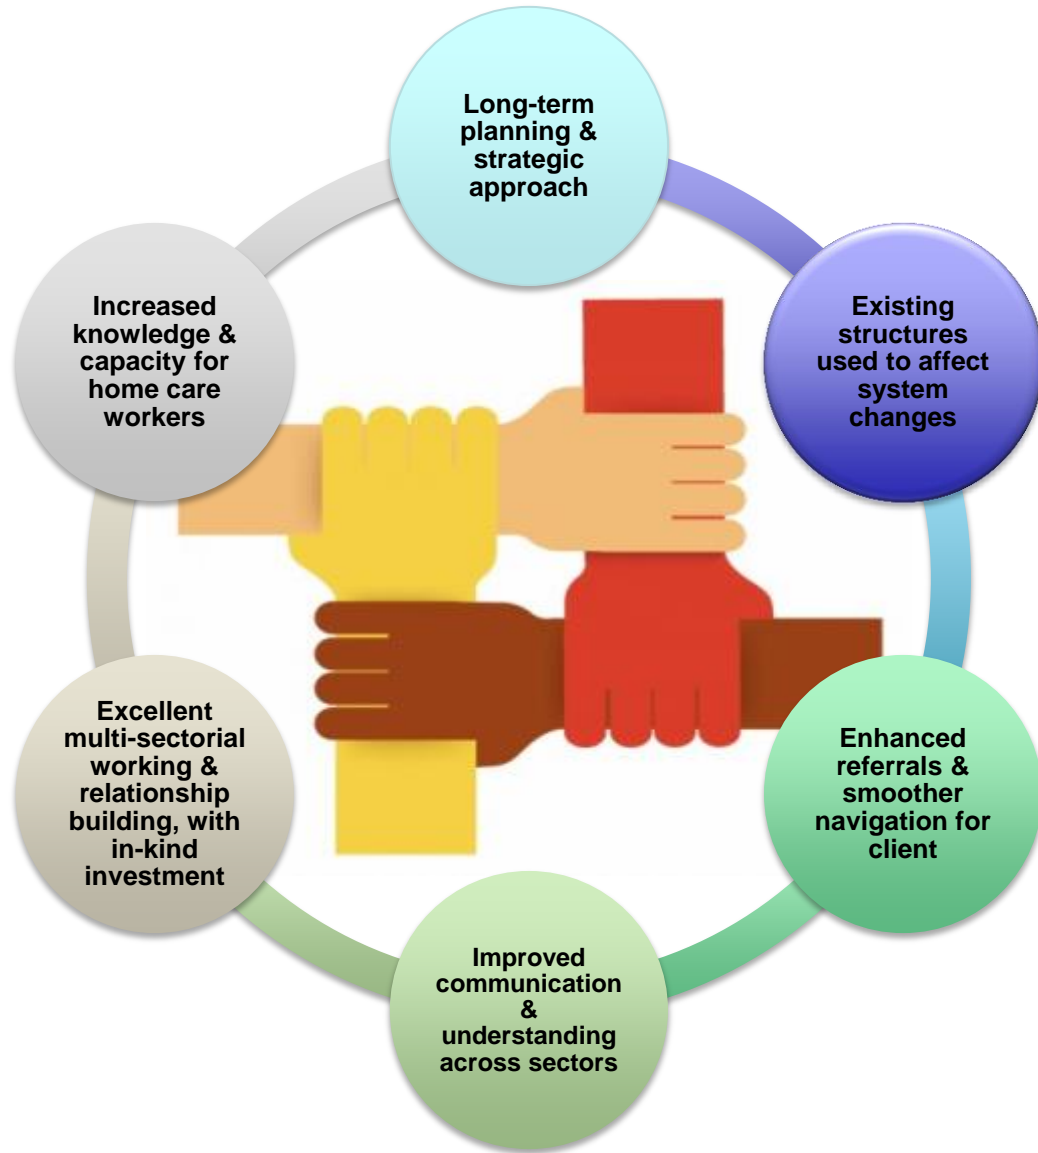 Long-term
planning &
strategic
approach
Existing
structures
used to affect
system
changes
Enhanced
referrals &
smoother
navigation for
client
Improved
communication
&
understanding
across sectors
Excellent
multi-sectorial
working &
relationship
building, with
in-kind
investment
Increased
knowledge &
capacity for
home care
workers